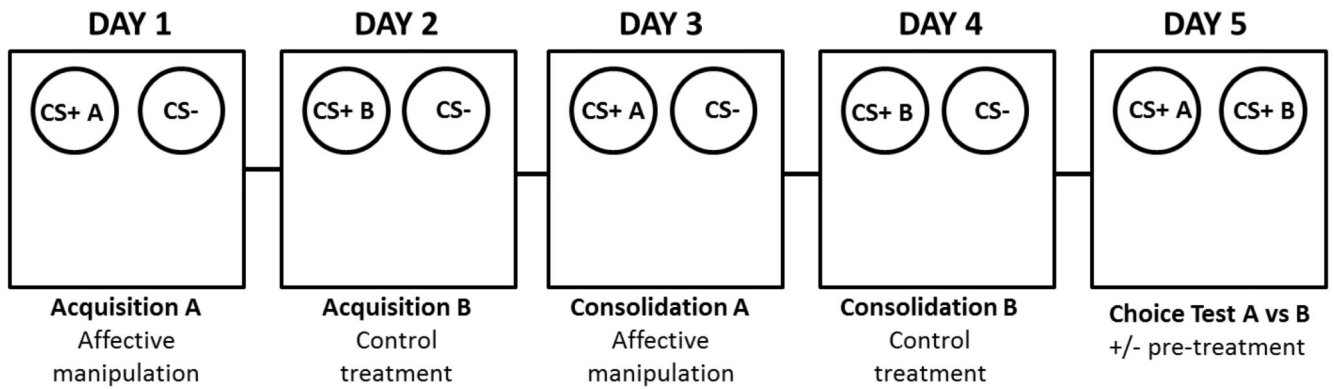 DAY 1 DAY 2 DAY 3 DAY 4 DAY 5
CS+ A CS- CS+ B CS- CS+ A CS- CS+ B CS- CS+ A CS+ B
Acquisition A Acquisition B Consolidation A Consolidation B Choice Test A vs B
Affective Control Affective Control +/- pre-treatment
manipulation treatment manipulation treatment